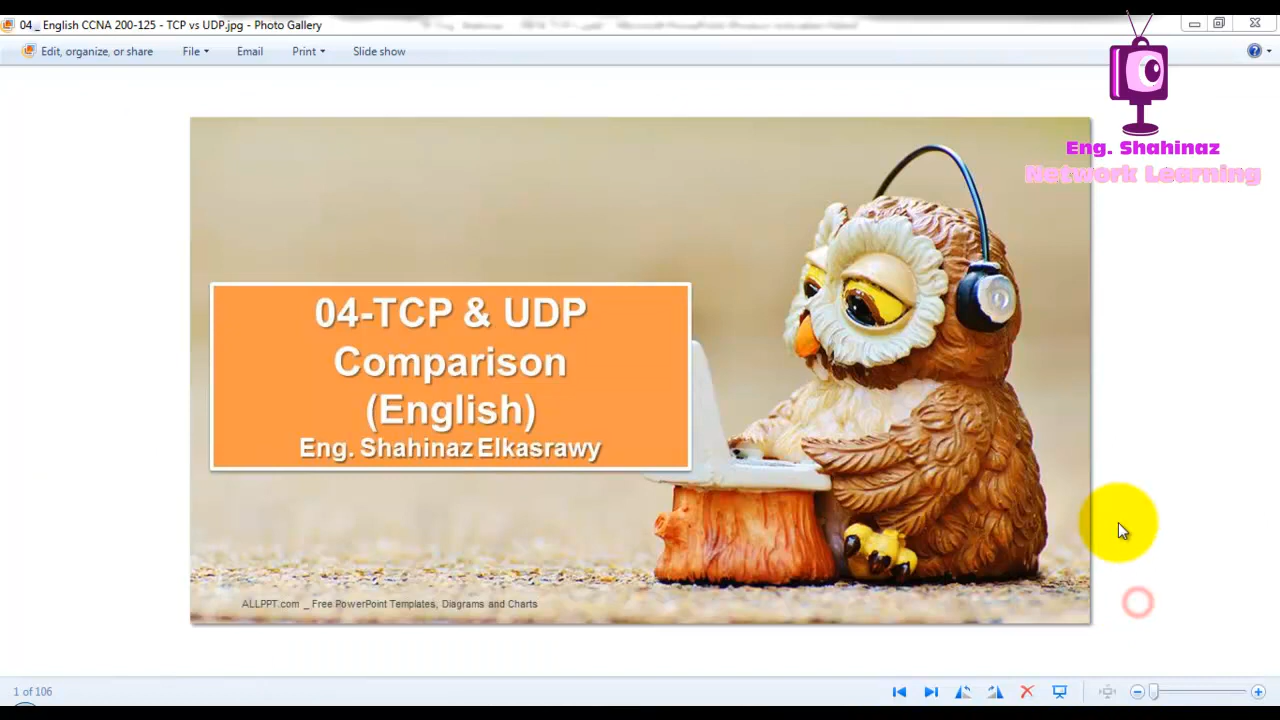 04 _ English CCNA 200-125 - TCP vs UDP.jpg - Photo Gallery
Edit, organize, or share
File
Email
Print
Slide show
Eng. Shahinaz
Network Learning
04-TCP & UDP
Comparison
(English)
Eng. Shahinaz Elkasrawy
ALLPPT.com _ Free PowerPoint Templates, Diagrams and Charts
1 of 106